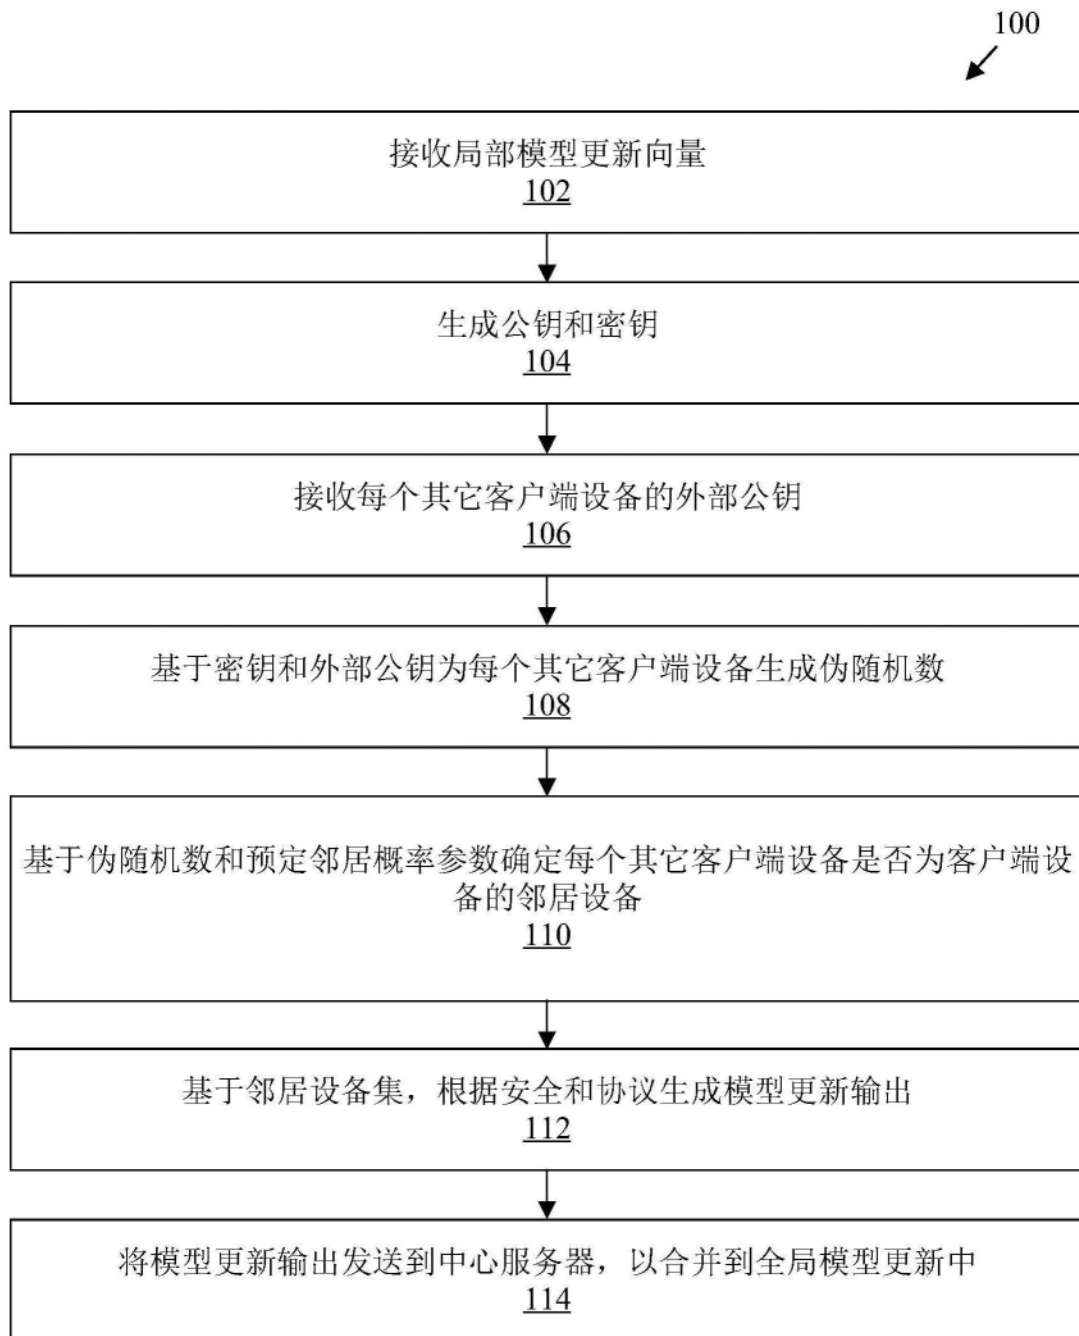 100
接收局部模型更新向量
102
生成公钥和密钥
104
接收每个其它客户端设备的外部公钥
106
基于密钥和外部公钥为每个其它客户端设备生成伪随机数
108
基于伪随机数和预定邻居概率参数确定每个其它客户端设备是否为客户端设
备的邻居设备
110
基于邻居设备集，根据安全和协议生成模型更新输出
112
将模型更新输出发送到中心服务器，以合并到全局模型更新中
114